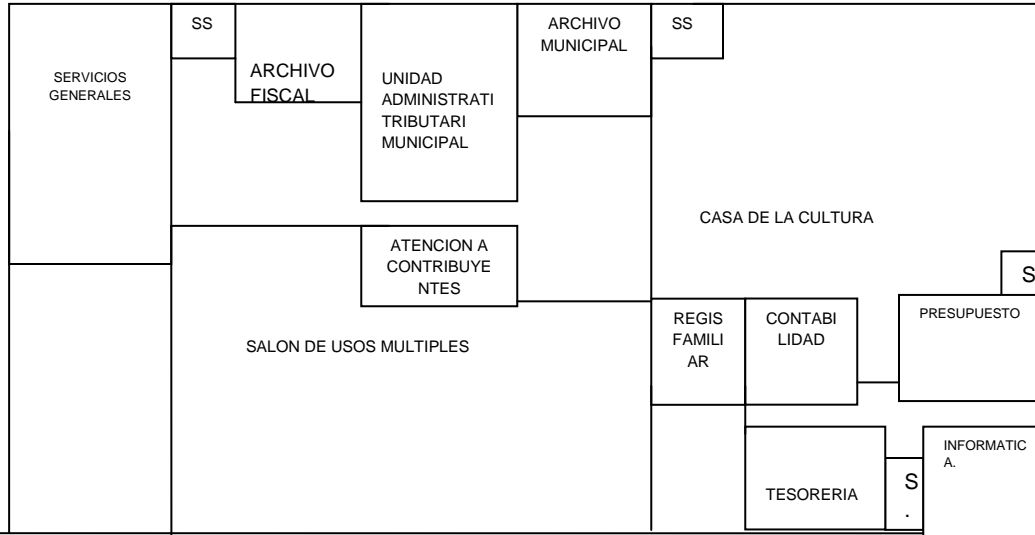 SS
ARCHIVO
MUNICIPAL
SS
SERVICIOS
GENERALES
ARCHIVO
FISCAL
UNIDAD
ADMINISTRATI
TRIBUTARI
MUNICIPAL
CASA DE LA CULTURA
ATENCION A
CONTRIBUYE
NTES
S
SALON DE USOS MULTIPLES
REGIS
FAMILI
AR
CONTABI
LIDAD
PRESUPUESTO
TESORERIA
S
.
INFORMATIC
A.